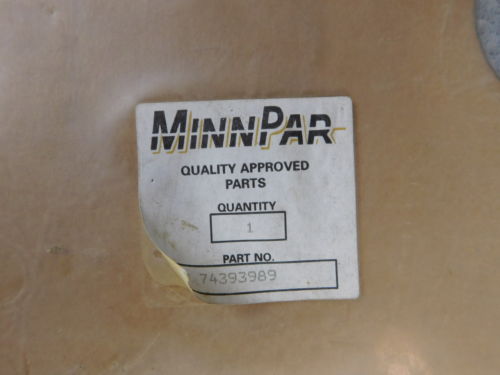 MINNPAR
QUALITY APPROVED
PARTS
QUANTITY
1
PART NO.
74393989